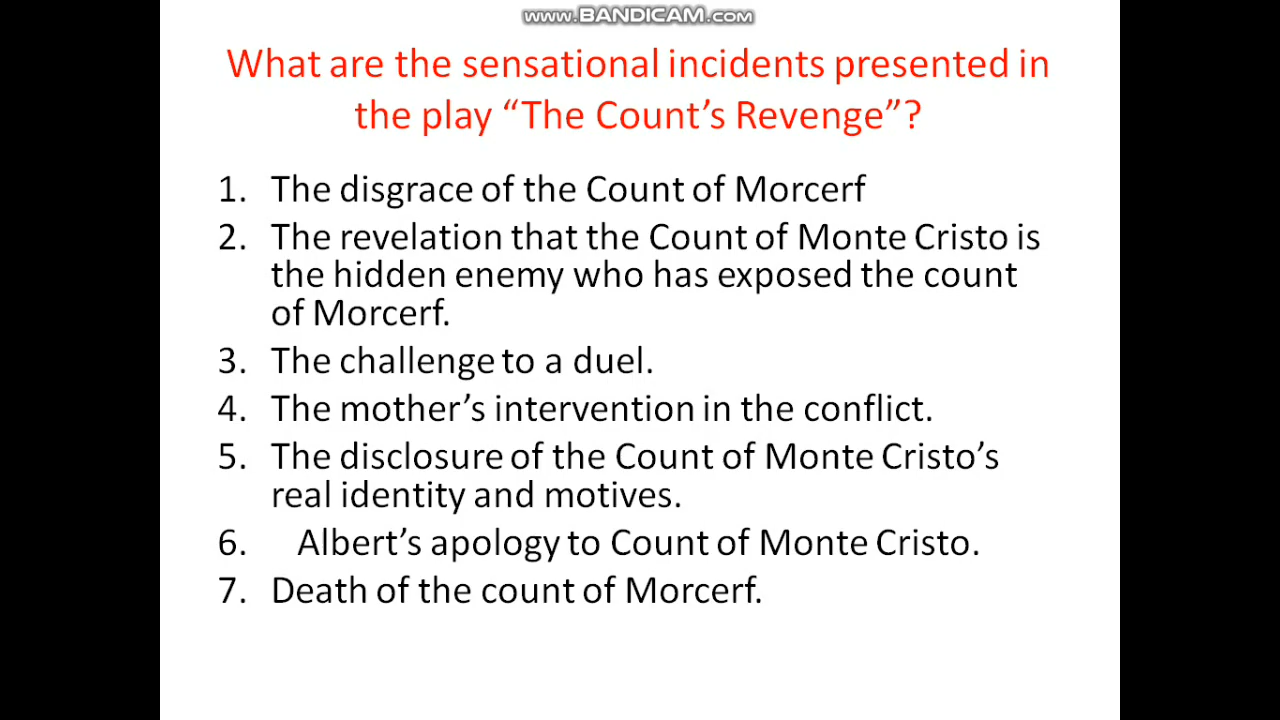 www.BANDICAM.com
What are the sensational incidents presented in
the play “The Count’s Revenge”?
1. The disgrace of the Count of Morcerf
2. The revelation that the Count of Monte Cristo is
the hidden enemy who has exposed the count
of Morcerf.
3. The challenge to a duel.
4. The mother’s intervention in the conflict.
5. The disclosure of the Count of Monte Cristo’s
real identity and motives.
6. Albert’s apology to Count of Monte Cristo.
7. Death of the count of Morcerf.